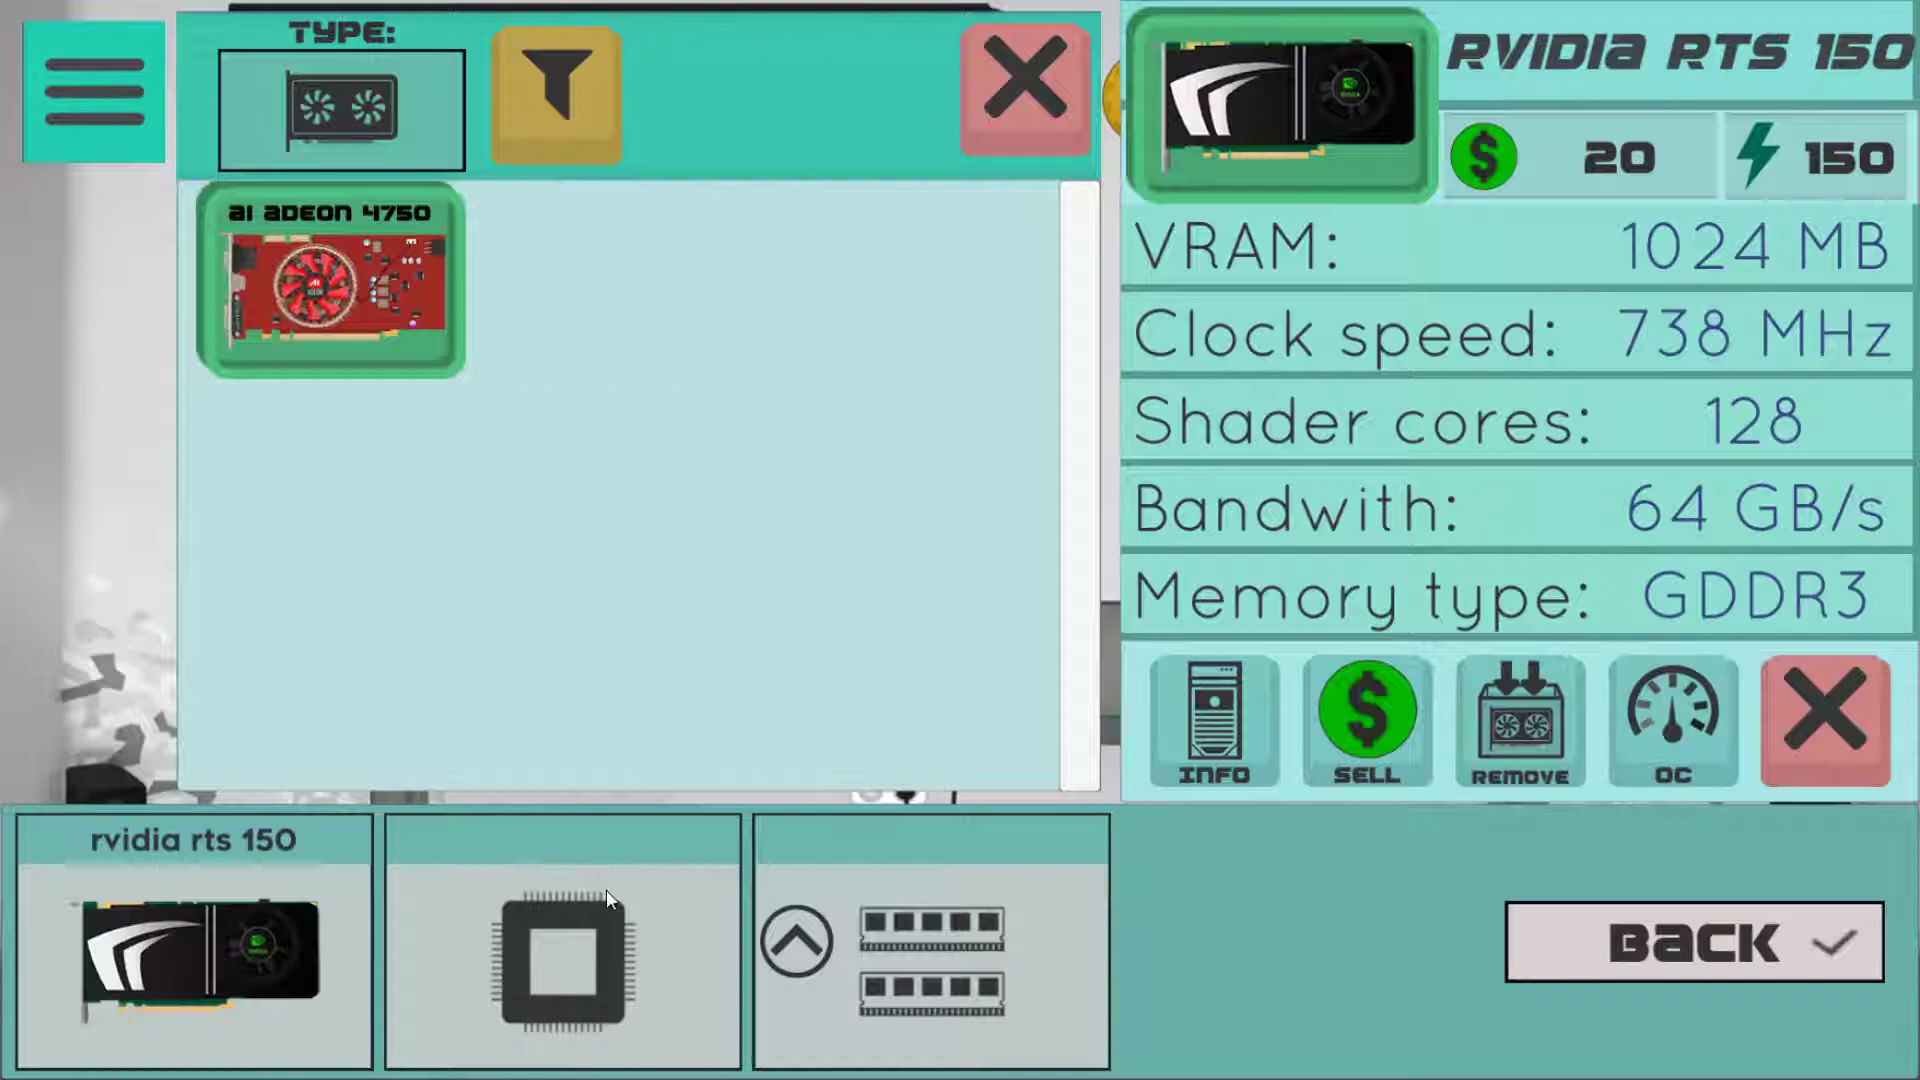 TYPE:
AI ADEON 4750
RVIDIA RTS 150
20
150
VRAM: 1024 MB
Clock speed: 738 MHz
Shader cores: 128
Bandwith: 64 GB/s
Memory type: GDDR3
INFO
SELL
REMOVE
OC
rvidia rts 150
BACK